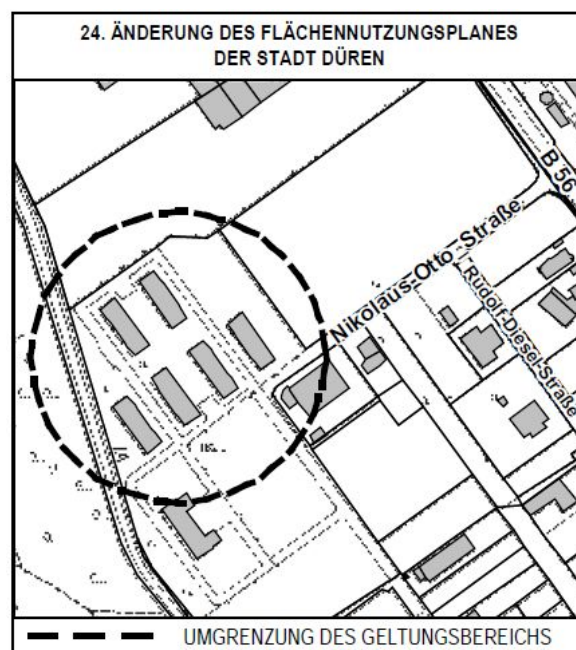 24. ÄNDERUNG DES FLÄCHENNUTZUNGSPLANES
DER STADT DÜREN
B 56
Nikolaus-Otto-Straße
Rudolf-Diesel-Straße
UMGRENZUNG DES GELTUNGSBEREICHS